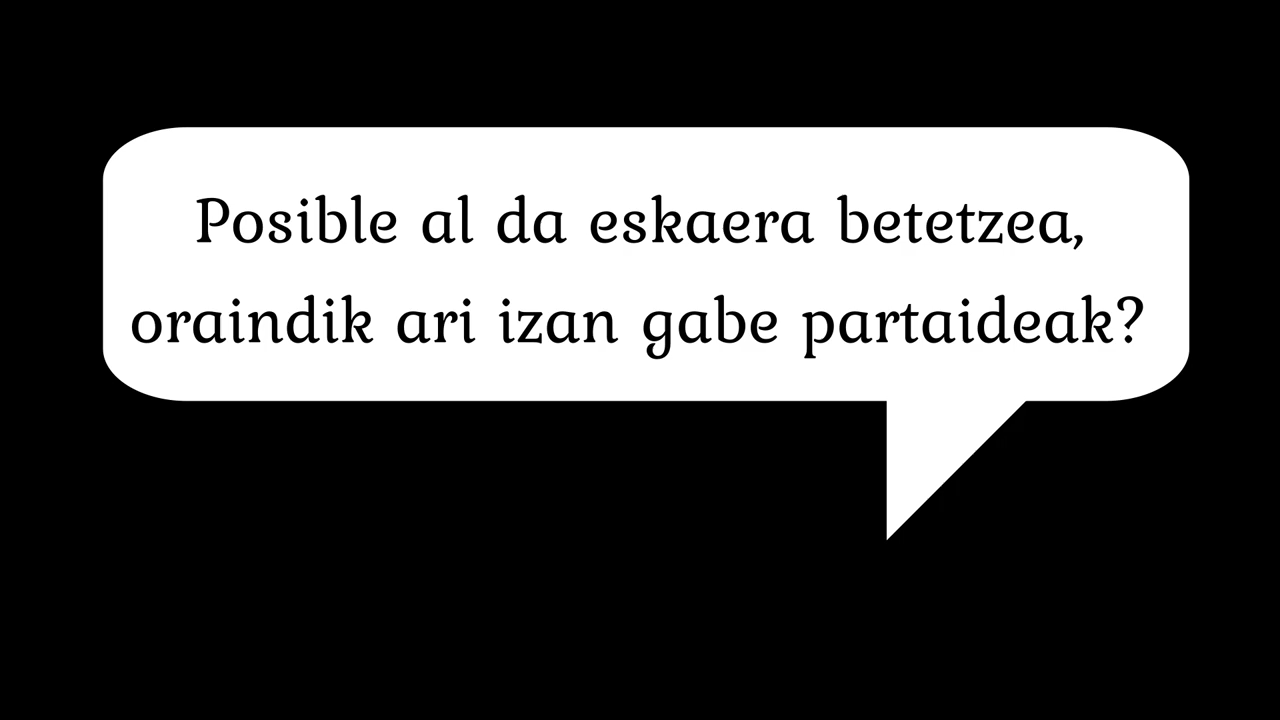 Posible al da eskaera betetzea,
oraindik ari izan gabe partaideak?